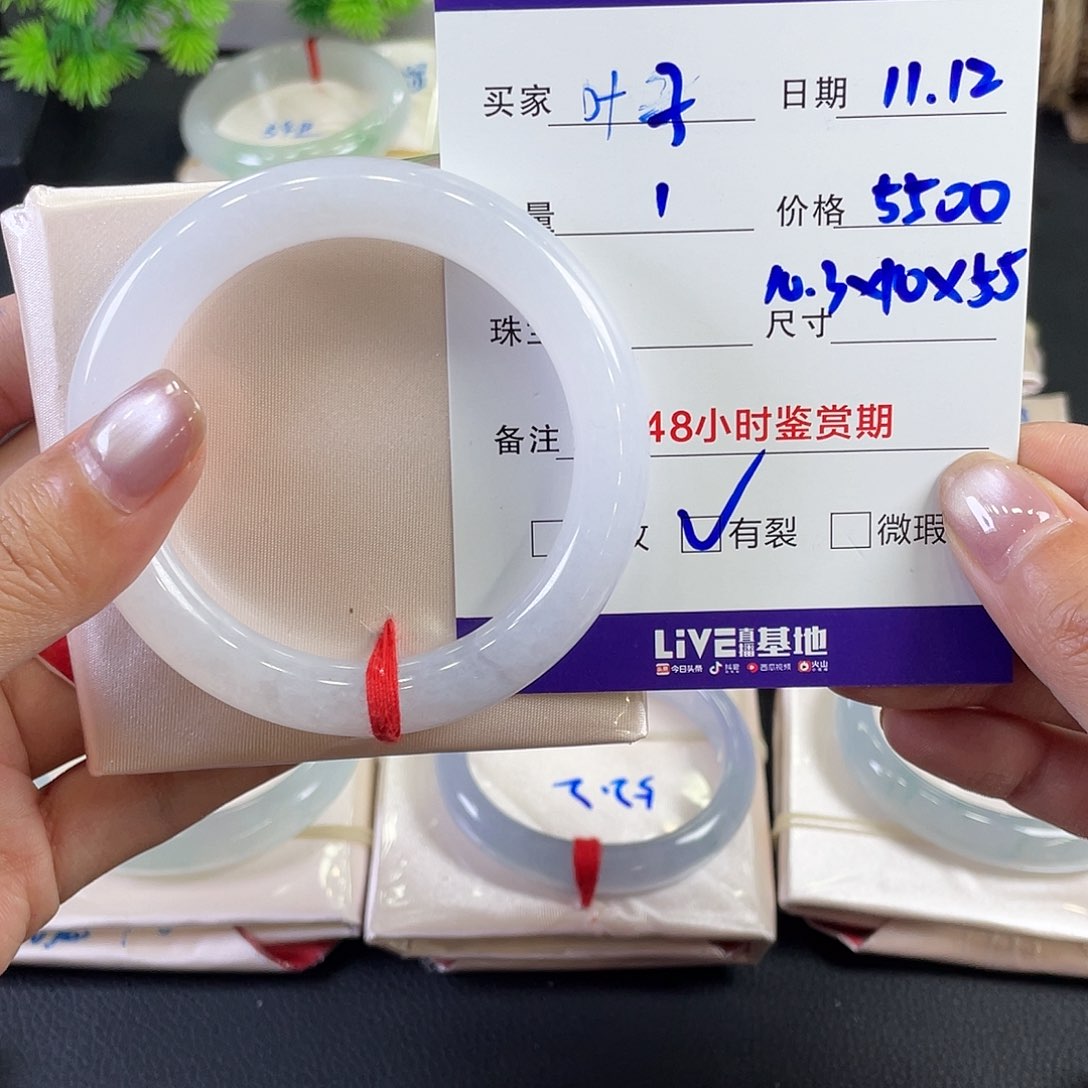 买家 叶子 日期 11.12
量 1 价格 5500
10.3x40x55
珠 尺寸
备注 48小时鉴赏期
有裂 微瑕
LiVE直播基地
今日头条 抖音 西瓜视频 火山
52.2